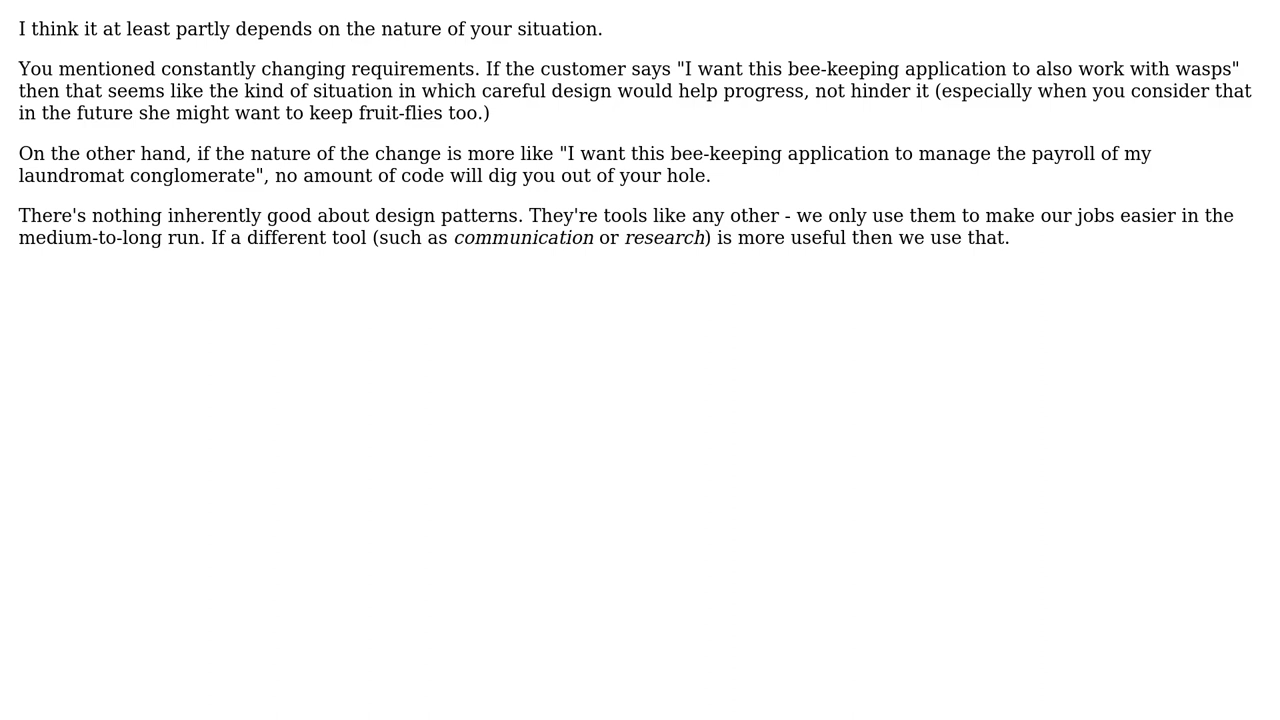 I think it at least partly depends on the nature of your situation.
You mentioned constantly changing requirements. If the customer says "I want this bee-keeping application to also work with wasps"
then that seems like the kind of situation in which careful design would help progress, not hinder it (especially when you consider that
in the future she might want to keep fruit-flies too.)
On the other hand, if the nature of the change is more like "I want this bee-keeping application to manage the payroll of my
laundromat conglomerate", no amount of code will dig you out of your hole.
There's nothing inherently good about design patterns. They're tools like any other - we only use them to make our jobs easier in the
medium-to-long run. If a different tool (such as communication or research) is more useful then we use that.